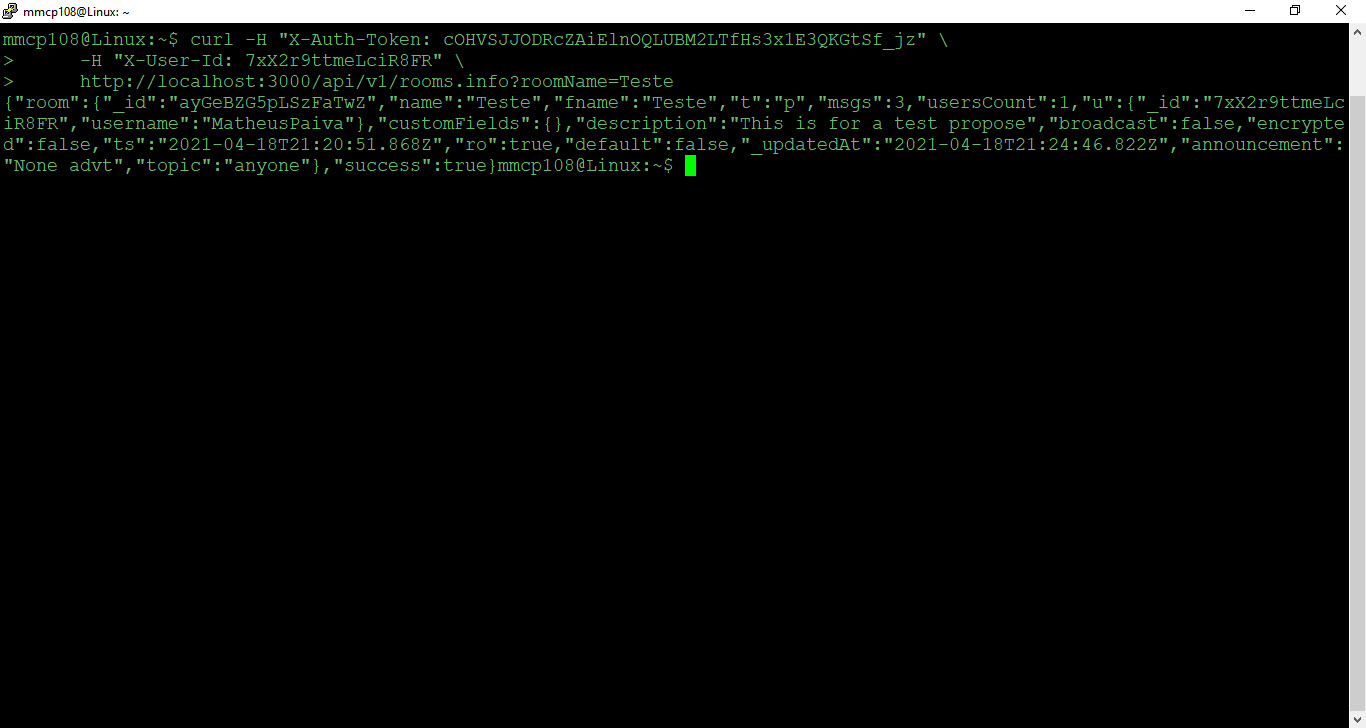 mmcp108@Linux: ~
mmcp108@Linux:~$ curl -H "X-Auth-Token: cOHVSJJODRcZAiElnOQLUBM2LTfHs3x1E3QKGtSf_jz" \
>      -H "X-User-Id: 7xX2r9ttmeLciR8FR" \
>      http://localhost:3000/api/v1/rooms.info?roomName=Teste
{"room":{"_id":"ayGeBZG5pLSzFaTwZ","name":"Teste","fname":"Teste","t":"p","msgs":3,"usersCount":1,"u":{"_id":"7xX2r9ttmeLc
iR8FR","username":"MatheusPaiva"},"customFields":{},"description":"This is for a test propose","broadcast":false,"encrypte
d":false,"ts":"2021-04-18T21:20:51.868Z","ro":true,"default":false,"_updatedAt":"2021-04-18T21:24:46.822Z","announcement":
"None advt","topic":"anyone"},"success":true}mmcp108@Linux:~$